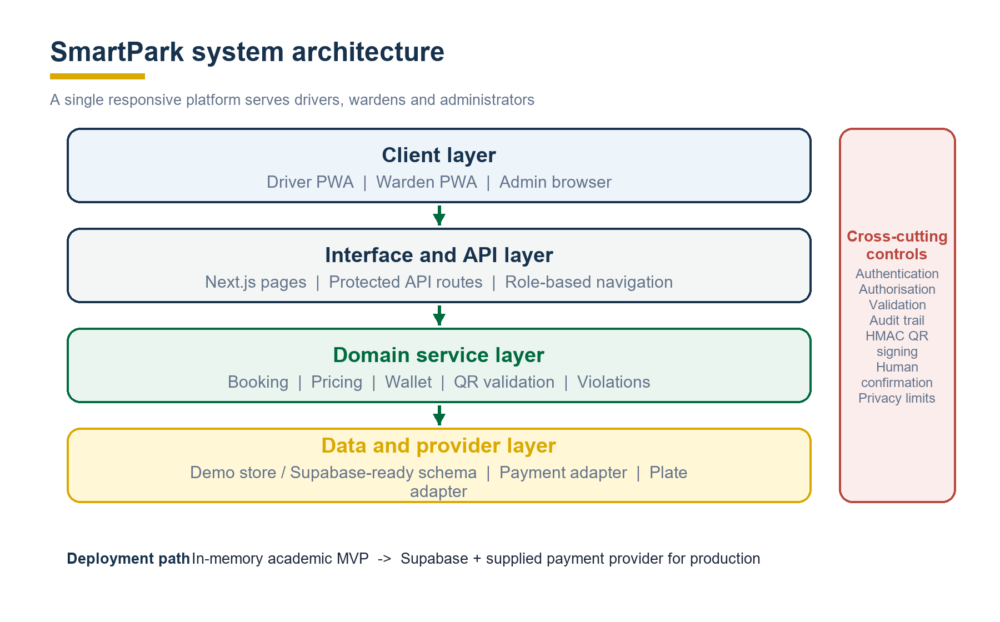 SmartPark system architecture
A single responsive platform serves drivers, wardens and administrators
Client layer
Driver PWA | Warden PWA | Admin browser
Interface and API layer
Next.js pages | Protected API routes | Role-based navigation
Domain service layer
Booking | Pricing | Wallet | QR validation | Violations
Data and provider layer
Demo store / Supabase-ready schema | Payment adapter | Plate
adapter
Cross-cutting
controls
Authentication
Authorisation
Validation
Audit trail
HMAC QR
signing
Human
confirmation
Privacy limits
Deployment path In-memory academic MVP -> Supabase + supplied payment provider for production